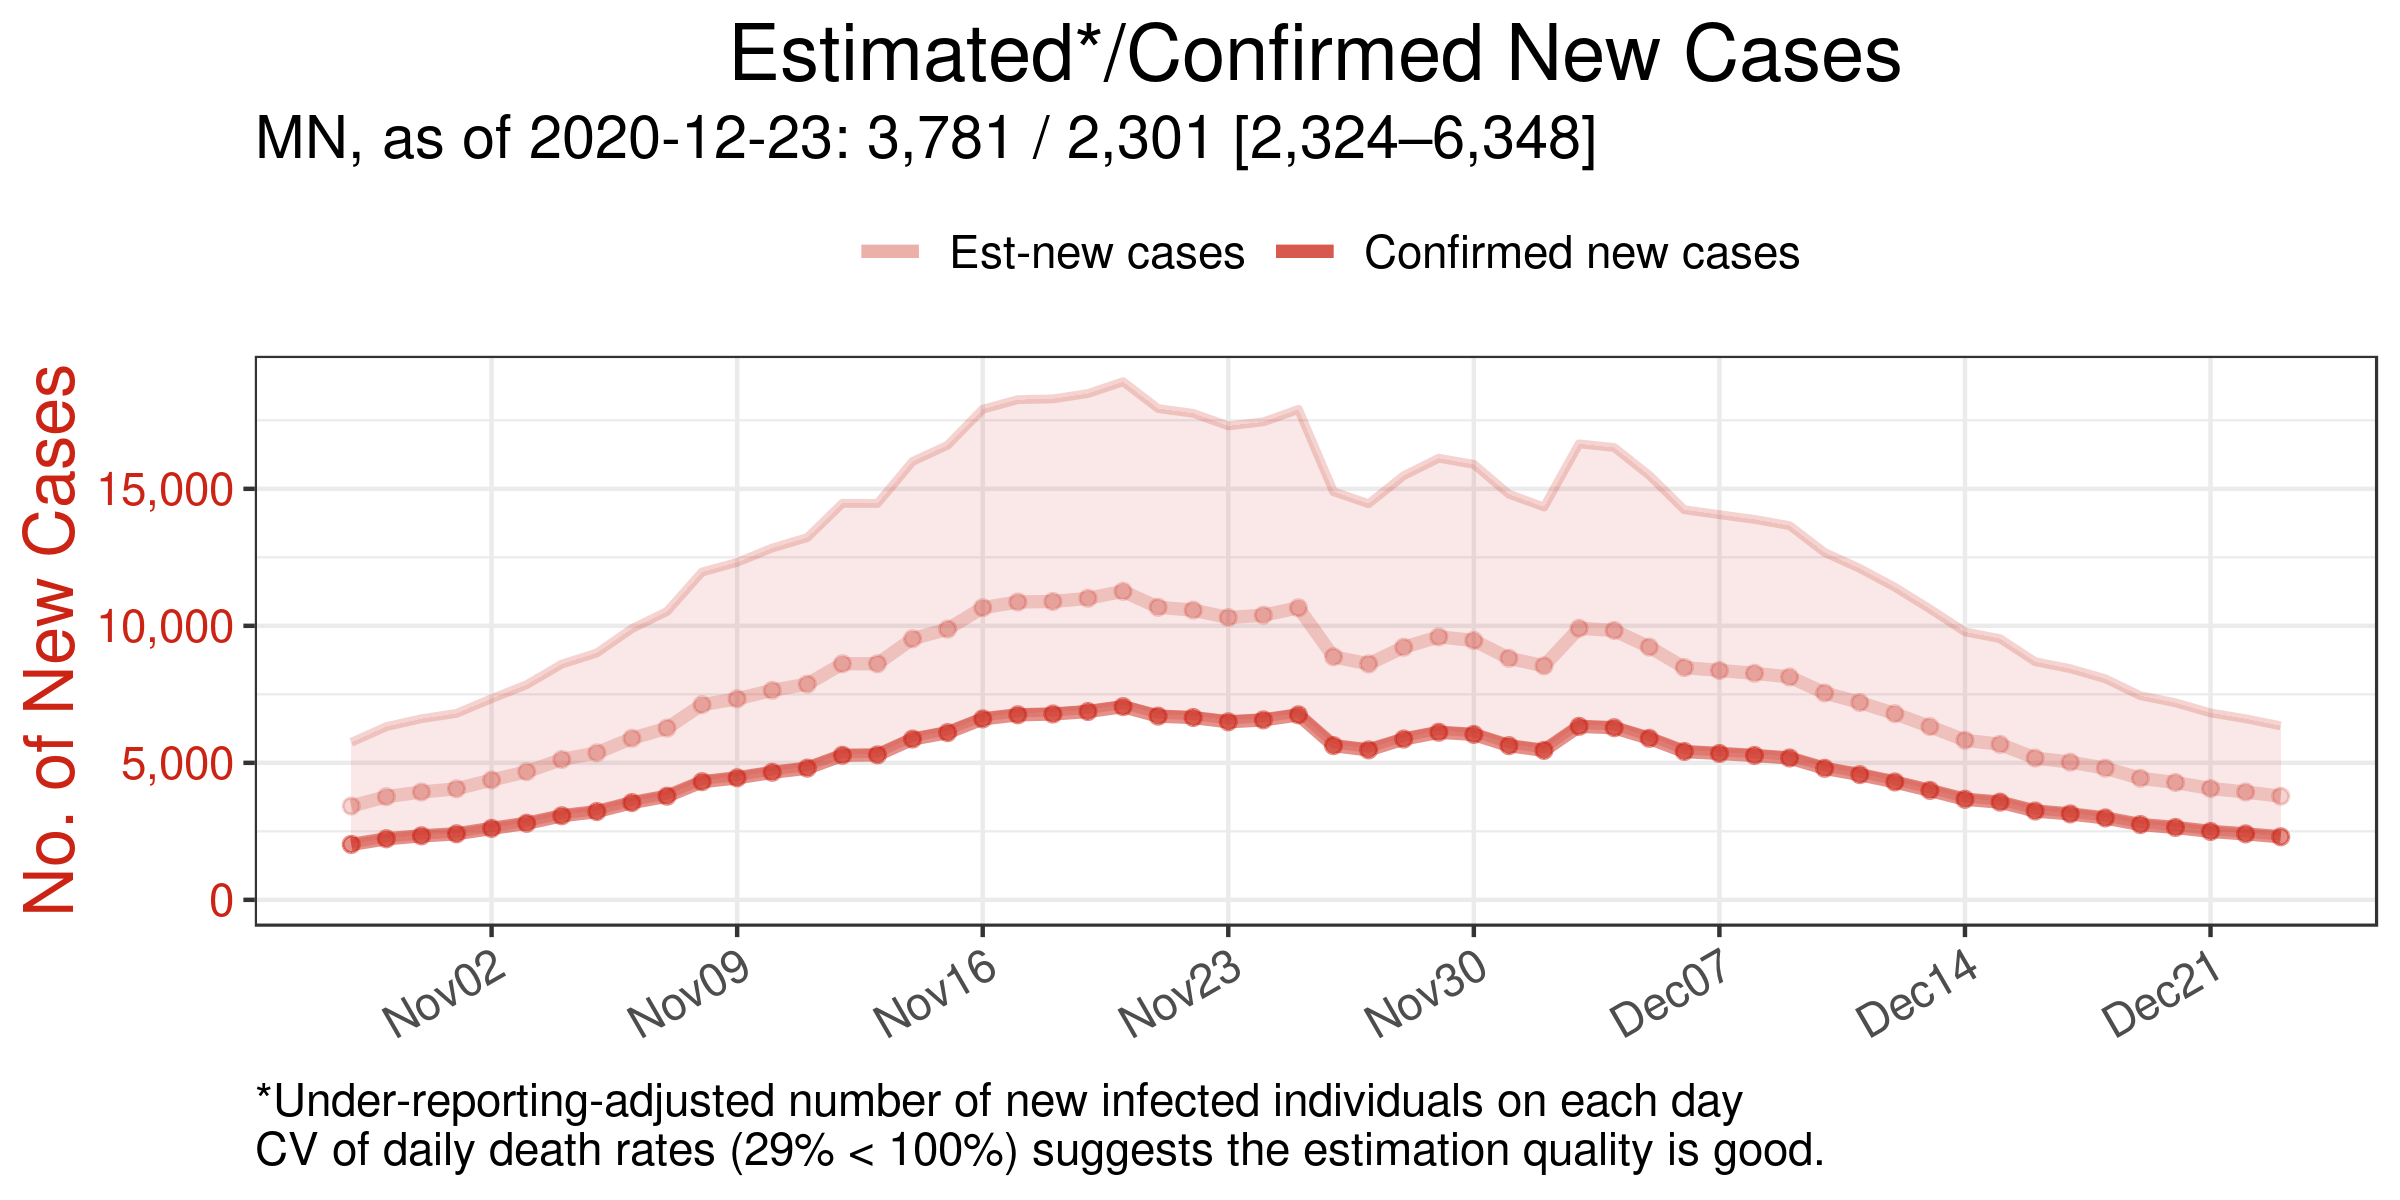 Estimated*/Confirmed New Cases
MN, as of 2020-12-23: 3,781 / 2,301 [2,324–6,348]
Est-new cases
Confirmed new cases
No. of New Cases
15,000
10,000
5,000
0
Nov02
Nov09
Nov16
Nov23
Nov30
Dec07
Dec14
Dec21
*Under-reporting-adjusted number of new infected individuals on each day
CV of daily death rates (29% < 100%) suggests the estimation quality is good.